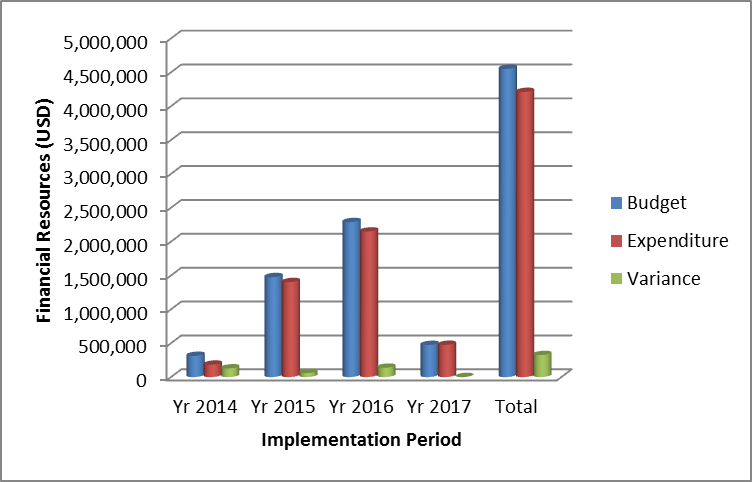 Financial Resources (USD)
5,000,000
4,500,000
4,000,000
3,500,000
3,000,000
2,500,000
2,000,000
1,500,000
1,000,000
500,000
0
Yr 2014 Yr 2015 Yr 2016 Yr 2017 Total
Implementation Period
Budget
Expenditure
Variance